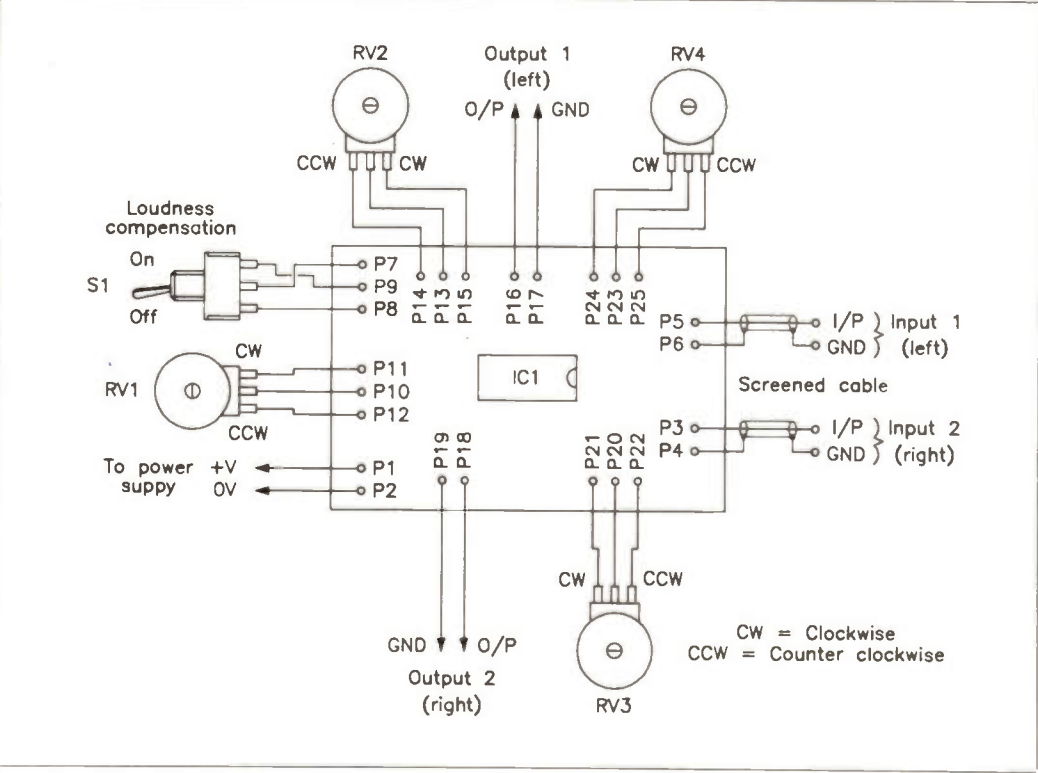 RV2
Output 1
(left)
RV4
O/P
GND
CCW
CW
CW
CCW
Loudness
compensation
On
S1
Off
P7
P9
P8
P14
P13
P15
P16
P17
P24
P23
P25
P5
P6
I/P
GND
Input 1
(left)
CW
RV1
CCW
P11
P10
P12
IC1
Screened cable
P3
P4
I/P
GND
Input 2
(right)
To power +V
suppy 0V
P1
P2
P19
P18
P21
P20
P22
CW
CCW
GND
O/P
Output 2
(right)
RV3
CW = Clockwise
CCW = Counter clockwise